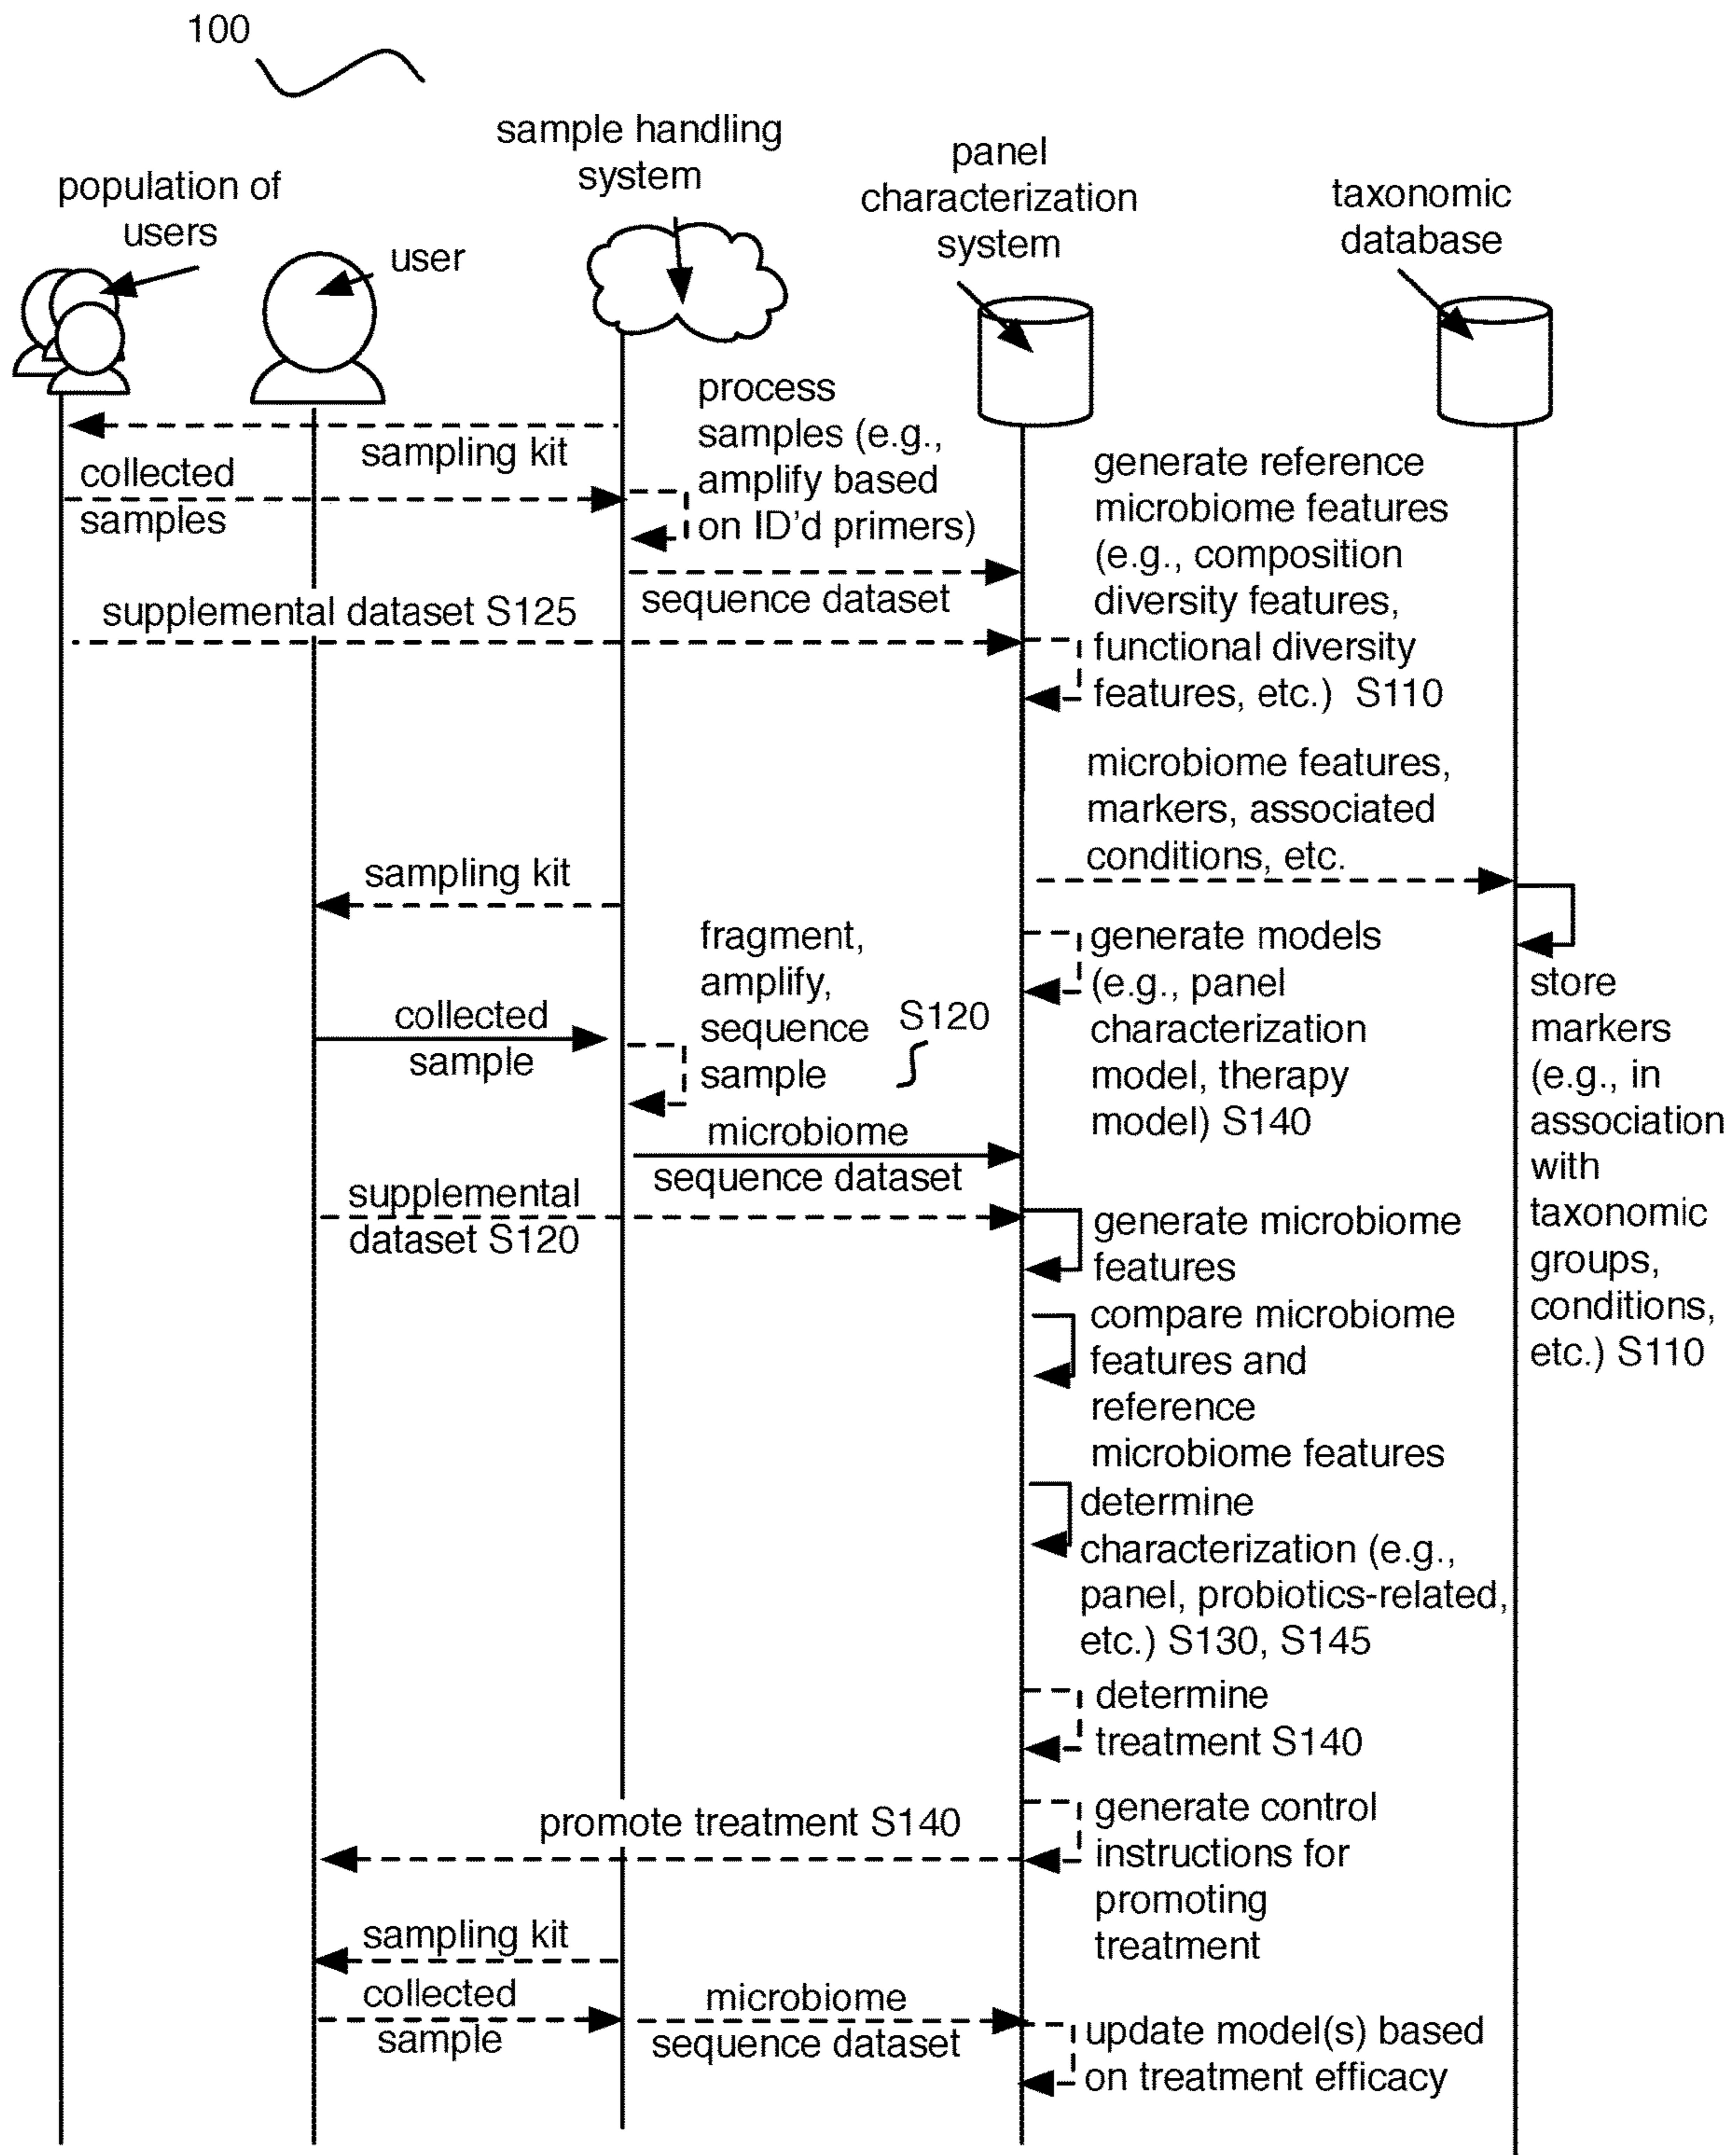 100
sample handling
system
panel
characterization
system
taxonomic
database
population of
users
user
process
samples (e.g.,
amplify based
on ID'd primers)
sampling kit
collected
samples
sequence dataset
supplemental dataset S125
generate reference
microbiome features
(e.g., composition
diversity features,
functional diversity
features, etc.) S110
microbiome features,
markers, associated
conditions, etc.
store
markers
(e.g., in
association
with
taxonomic
groups,
conditions,
etc.) S110
sampling kit
generate models
(e.g., panel
characterization
model, therapy
model) S140
collected
sample
fragment,
amplify,
sequence
sample
S120
microbiome
sequence dataset
supplemental
dataset S120
generate microbiome
features
compare microbiome
features and
reference
microbiome features
determine
characterization (e.g.,
panel, probiotics-related,
etc.) S130, S145
determine
treatment S140
generate control
instructions for
promoting
treatment
promote treatment S140
sampling kit
collected
sample
microbiome
sequence dataset
update model(s) based
on treatment efficacy